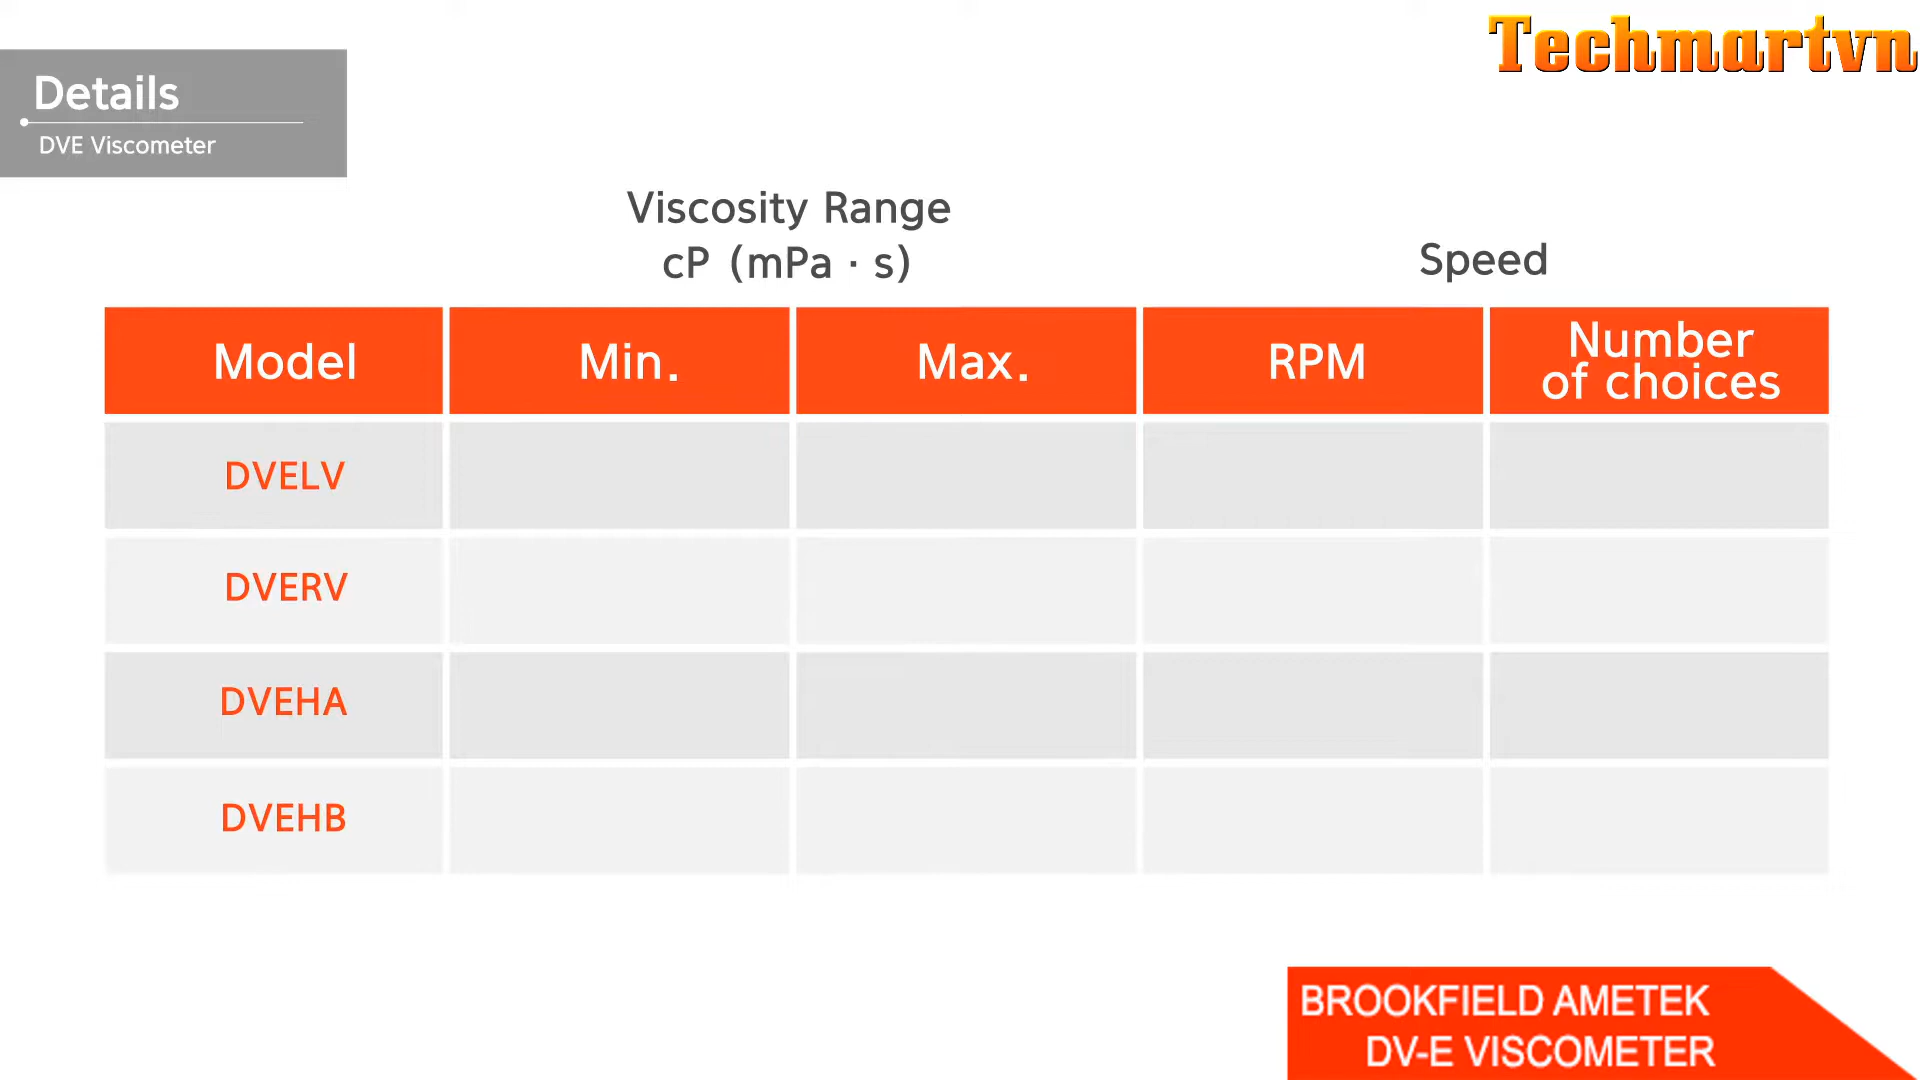 Techmartvn
Details
DVE Viscometer
Viscosity Range
cP (mPa · s)
Speed
Model
Min.
Max.
RPM
Number
of choices
DVELV
DVERV
DVEHA
DVEHB
BROOKFIELD AMETEK
DV-E VISCOMETER